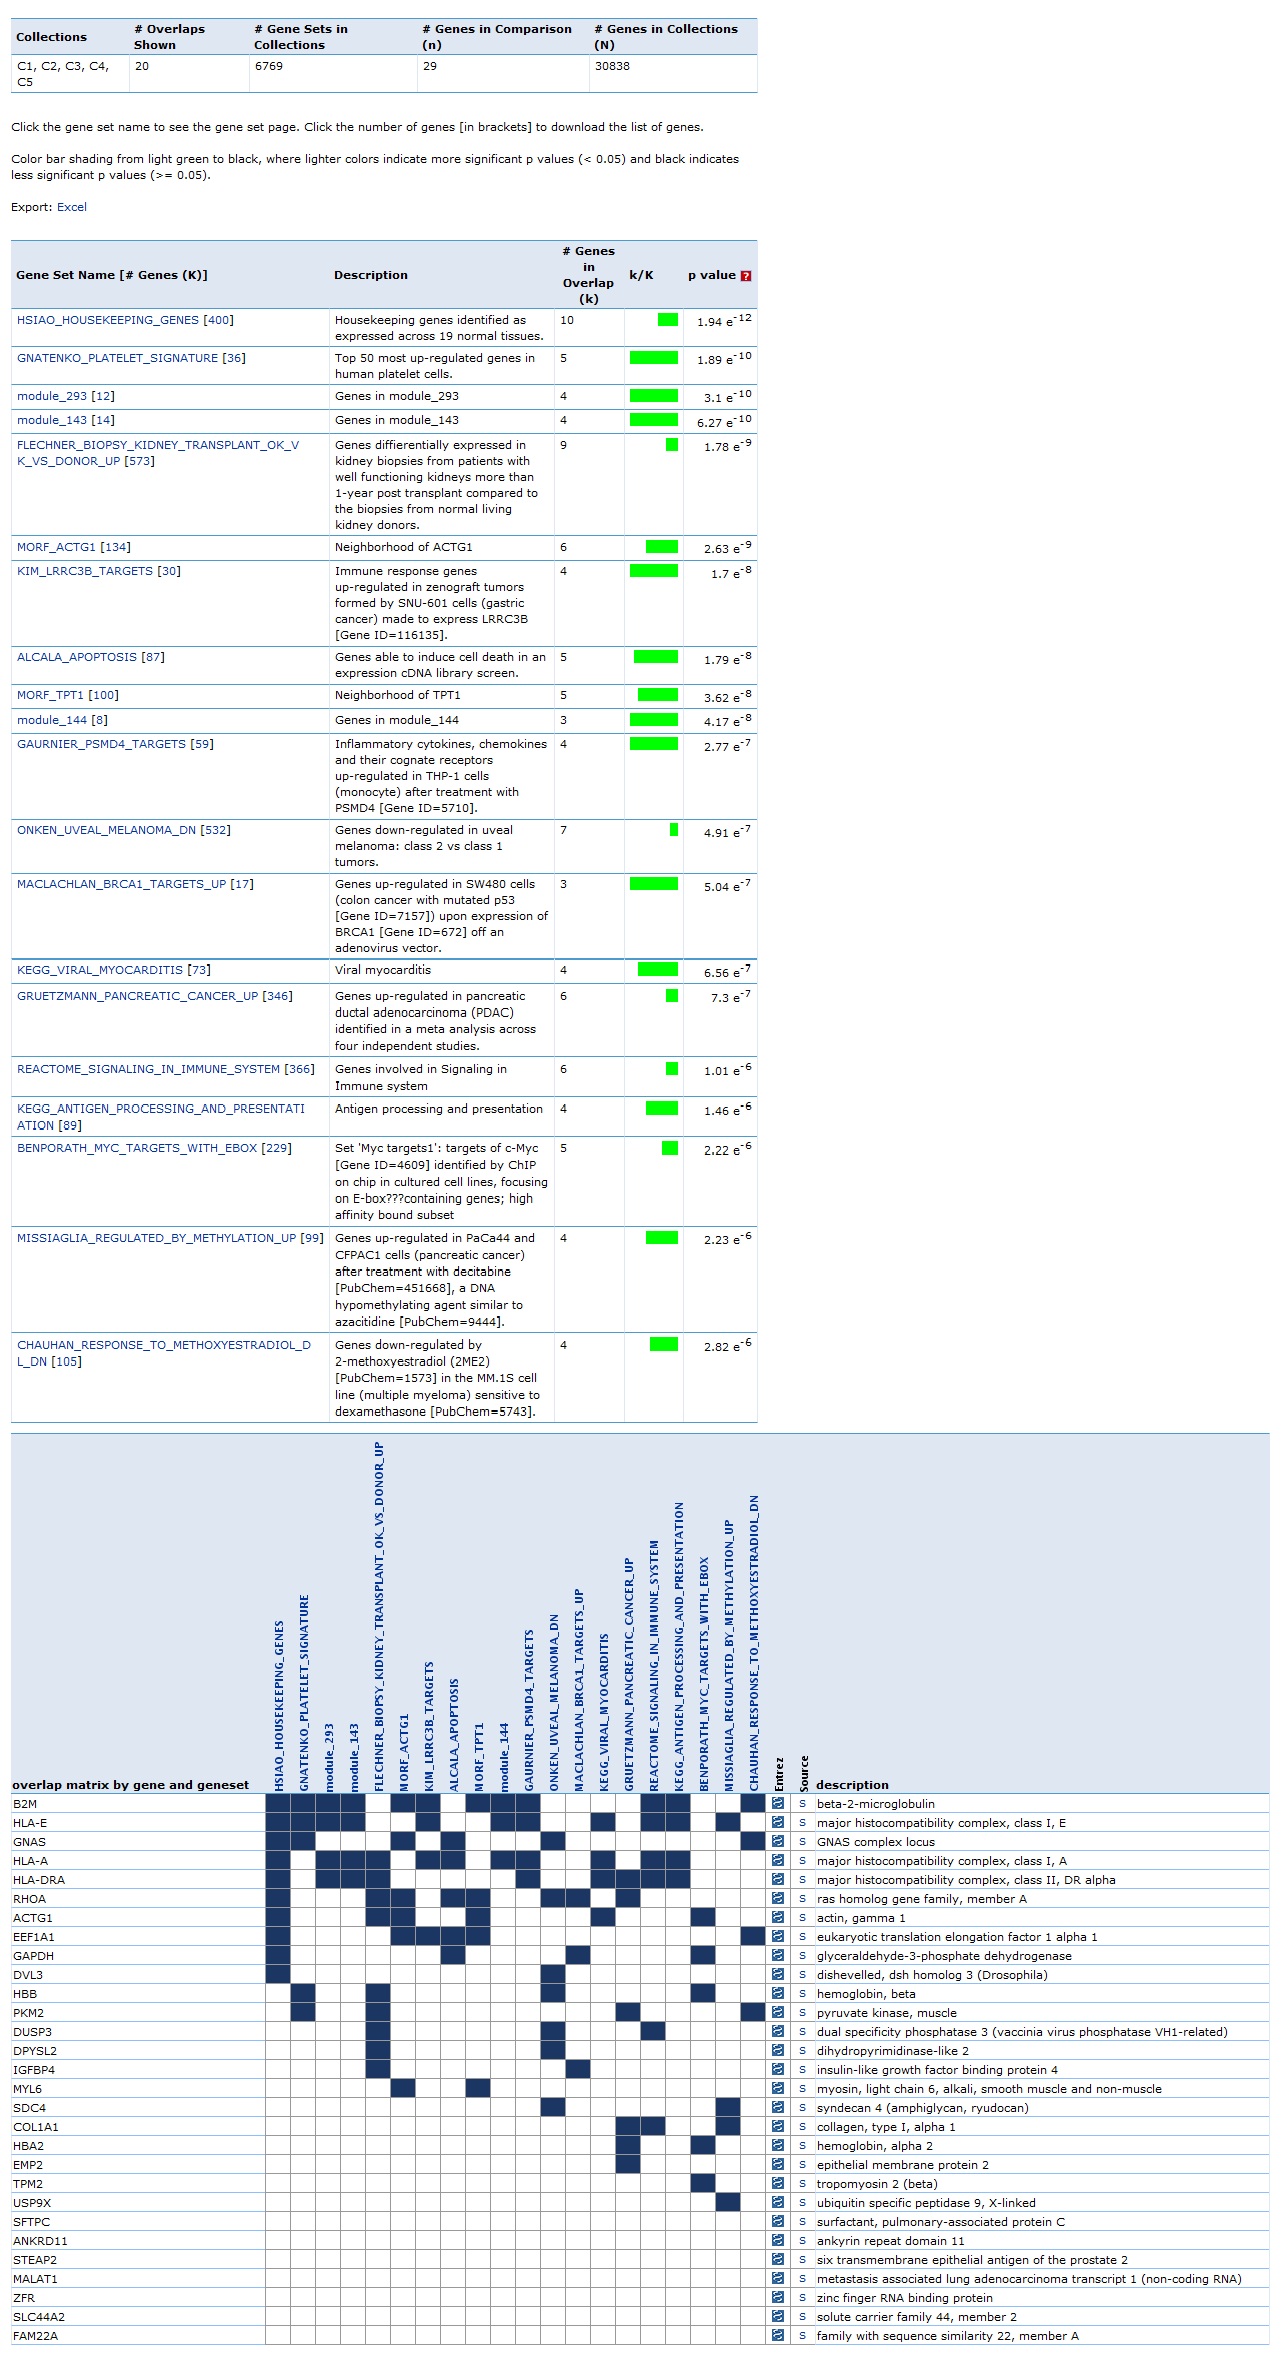 Collections # Overlaps Shown # Gene Sets in Collections # Genes in Comparison (n) # Genes in Collections (N)
C1, C2, C3, C4, C5 20 6769 29 30838
Click the gene set name to see the gene set page. Click the number of genes [in brackets] to download the list of genes.
Color bar shading from light green to black, where lighter colors indicate more significant p values (< 0.05) and black indicates
less significant p values (>= 0.05).
Export: Excel
Gene Set Name [# Genes (K)] Description # Genes in Overlap (k) k/K p value ?
HSIAO_HOUSEKEEPING_GENES [400] Housekeeping genes identified as 10 1.94 e-12
expressed across 19 normal tissues.
GNATENKO_PLATELET_SIGNATURE [36] Top 50 most up-regulated genes in 5 1.89 e-10
human platelet cells.
module_293 [12] Genes in module_293 4 3.1 e-10
module_143 [14] Genes in module_143 4 6.27 e-10
FLECHNER_BIOPSY_KIDNEY_TRANSPLANT_OK_V Genes diffierentially expressed in 9 1.78 e-9
K_VS_DONOR_UP [573] kidney biopsies from patients with
well functioning kidneys more than
1-year post transplant compared to
the biopsies from normal living
kidney donors.
MORF_ACTG1 [134] Neighborhood of ACTG1 6 2.63 e-9
KIM_LRRC3B_TARGETS [30] Immune response genes 4 1.7 e-8
up-regulated in zenograft tumors
formed by SNU-601 cells (gastric
cancer) made to express LRRC3B
[Gene ID=116135].
ALCALA_APOPTOSIS [87] Genes able to induce cell death in an 5 1.79 e-8
expression cDNA library screen.
MORF_TPT1 [100] Neighborhood of TPT1 5 3.62 e-8
module_144 [8] Genes in module_144 3 4.17 e-8
GAURNIER_PSMD4_TARGETS [59] Inflammatory cytokines, chemokines 4 2.77 e-7
and their cognate receptors
up-regulated in THP-1 cells
(monocyte) after treatment with
PSMD4 [Gene ID=5710].
ONKEN_UVEAL_MELANOMA_DN [532] Genes down-regulated in uveal 7 4.91 e-7
melanoma: class 2 vs class 1
tumors.
MACLACHLAN_BRCA1_TARGETS_UP [17] Genes up-regulated in SW480 cells 3 5.04 e-7
(colon cancer with mutated p53
[Gene ID=7157]) upon expression of
BRCA1 [Gene ID=672] off an
adenovirus vector.
KEGG_VIRAL_MYOCARDITIS [73] Viral myocarditis 4 6.56 e-7
GRUETZMANN_PANCREATIC_CANCER_UP [346] Genes up-regulated in pancreatic 6 7.3 e-7
ductal adenocarcinoma (PDAC)
identified in a meta analysis across
four independent studies.
REACTOME_SIGNALING_IN_IMMUNE_SYSTEM [366] Genes involved in Signaling in 6 1.01 e-6
Immune system
KEGG_ANTIGEN_PROCESSING_AND_PRESENTATI Antigen processing and presentation 4 1.46 e-6
ATION [89]
BENPORATH_MYC_TARGETS_WITH_EBOX [229] Set 'Myc targets1': targets of c-Myc 5 2.22 e-6
[Gene ID=4609] identified by ChIP
on chip in cultured cell lines, focusing
on E-box???containing genes; high
affinity bound subset
MISSIAGLIA_REGULATED_BY_METHYLATION_UP [99] Genes up-regulated in PaCa44 and 4 2.23 e-6
CFPAC1 cells (pancreatic cancer)
after treatment with decitabine
[PubChem=451668], a DNA
hypomethylating agent similar to
azacitidine [PubChem=9444].
CHAUHAN_RESPONSE_TO_METHOXYESTRADIOL_D Genes down-regulated by 4 2.82 e-6
L_DN [105] 2-methoxyestradiol (2ME2)
[PubChem=1573] in the MM.1S cell
line (multiple myeloma) sensitive to
dexamethasone [PubChem=5743].
overlap matrix by gene and geneset
HSIAO_HOUSEKEEPING_GENES
GNATENKO_PLATELET_SIGNATURE
module_293
module_143
FLECHNER_BIOPSY_KIDNEY_TRANSPLANT_OK_VS_DONOR_UP
MORF_ACTG1
KIM_LRRC3B_TARGETS
ALCALA_APOPTOSIS
MORF_TPT1
module_144
GAURNIER_PSMD4_TARGETS
ONKEN_UVEAL_MELANOMA_DN
MACLACHLAN_BRCA1_TARGETS_UP
KEGG_VIRAL_MYOCARDITIS
GRUETZMANN_PANCREATIC_CANCER_UP
REACTOME_SIGNALING_IN_IMMUNE_SYSTEM
KEGG_ANTIGEN_PROCESSING_AND_PRESENTATION
BENPORATH_MYC_TARGETS_WITH_EBOX
MISSIAGLIA_REGULATED_BY_METHYLATION_UP
CHAUHAN_RESPONSE_TO_METHOXYESTRADIOL_DN
Entrez
Source
description
B2M s beta-2-microglobulin
HLA-E s major histocompatibility complex, class I, E
GNAS s GNAS complex locus
HLA-A s major histocompatibility complex, class I, A
HLA-DRA s major histocompatibility complex, class II, DR alpha
RHOA s ras homolog gene family, member A
ACTG1 s actin, gamma 1
EEF1A1 s eukaryotic translation elongation factor 1 alpha 1
GAPDH s glyceraldehyde-3-phosphate dehydrogenase
DVL3 s dishevelled, dsh homolog 3 (Drosophila)
HBB s hemoglobin, beta
PKM2 s pyruvate kinase, muscle
DUSP3 s dual specificity phosphatase 3 (vaccinia virus phosphatase VH1-related)
DPYSL2 s dihydropyrimidinase-like 2
IGFBP4 s insulin-like growth factor binding protein 4
MYL6 s myosin, light chain 6, alkali, smooth muscle and non-muscle
SDC4 s syndecan 4 (amphiglycan, ryudocan)
COL1A1 s collagen, type I, alpha 1
HBA2 s hemoglobin, alpha 2
EMP2 s epithelial membrane protein 2
TPM2 s tropomyosin 2 (beta)
USP9X s ubiquitin specific peptidase 9, X-linked
SFTPC s surfactant, pulmonary-associated protein C
ANKRD11 s ankyrin repeat domain 11
STEAP2 s six transmembrane epithelial antigen of the prostate 2
MALAT1 s metastasis associated lung adenocarcinoma transcript 1 (non-coding RNA)
ZFR s zinc finger RNA binding protein
SLC44A2 s solute carrier family 44, member 2
FAM22A s family with sequence similarity 22, member A